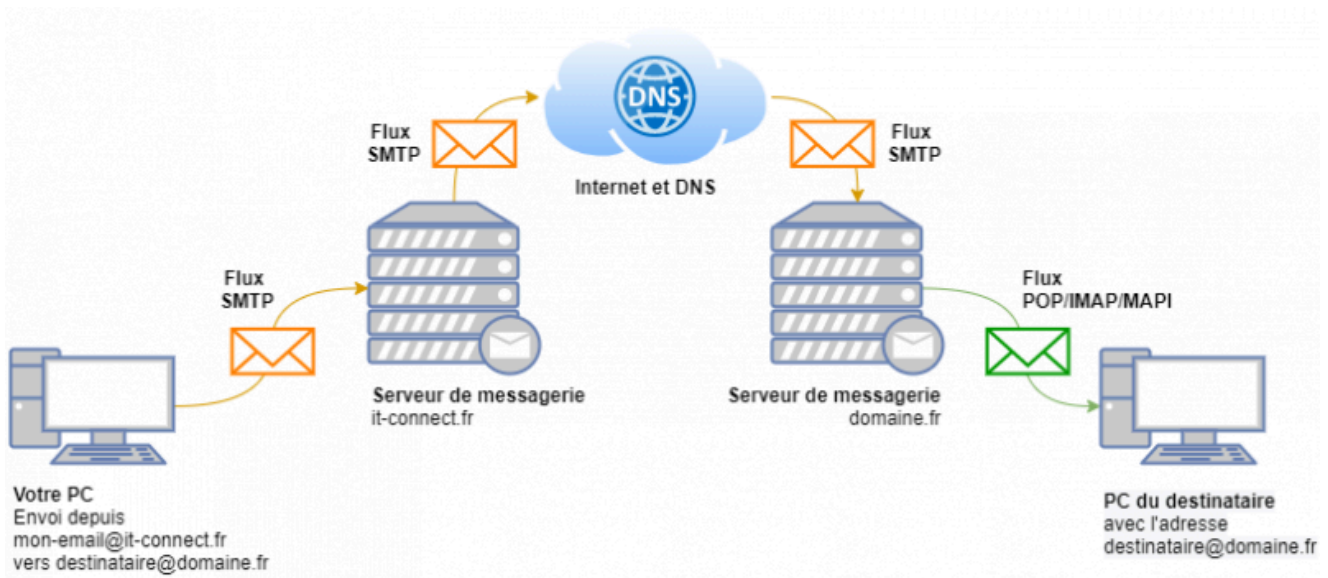 DNS
Flux
SMTP
Flux
SMTP
Internet et DNS
Flux
SMTP
Flux
POP/IMAP/MAPI
Serveur de messagerie
it-connect.fr
Serveur de messagerie
domaine.fr
Votre PC
Envoi depuis
mon-email@it-connect.fr
vers destinataire@domaine.fr
PC du destinataire
avec l'adresse
destinataire@domaine.fr